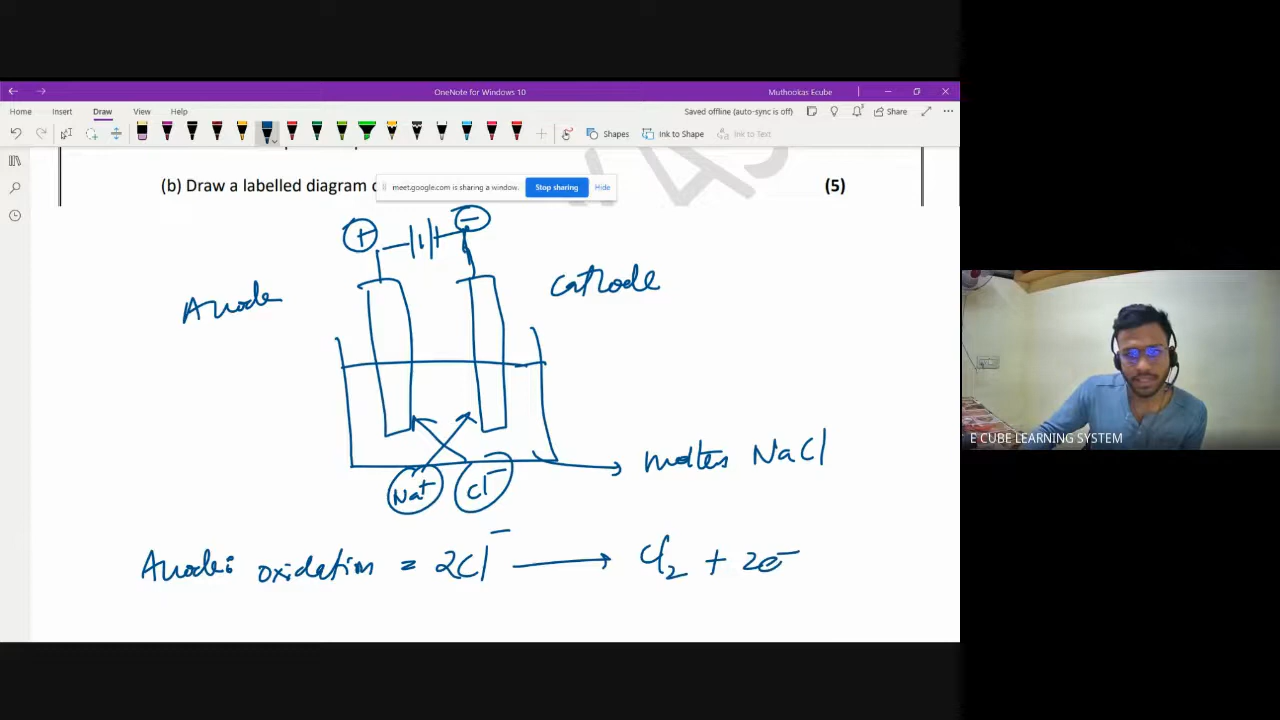 OneNote for Windows 10
Muthookas Ecube
Home Insert Draw View Help
Saved offline (auto-sync is off)
Share
Shapes
Ink to Shape
Ink to Text
(b) Draw a labelled diagram
meet.google.com is sharing a window.
Stop sharing
Hide
(5)
+
−
Anode
Cathode
Na+
Cl−
molten NaCl
Anode: oxidation = 2Cl− → Cl2 + 2e−
E CUBE LEARNING SYSTEM